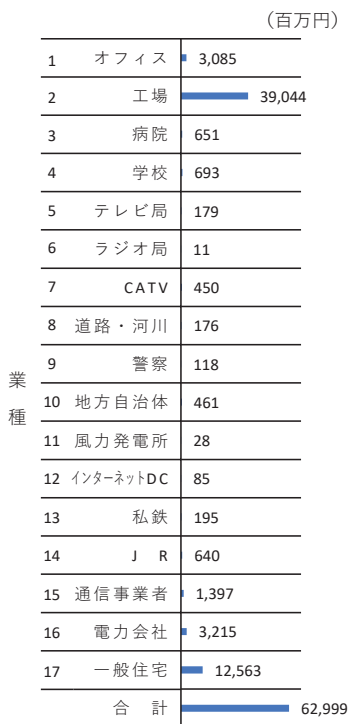 （百万円）
業種
1 オフィス 3,085
2 工場 39,044
3 病院 651
4 学校 693
5 テレビ局 179
6 ラジオ局 11
7 CATV 450
8 道路・河川 176
9 警察 118
10 地方自治体 461
11 風力発電所 28
12 インターネットDC 85
13 私鉄 195
14 J R 640
15 通信事業者 1,397
16 電力会社 3,215
17 一般住宅 12,563
合 計 62,999